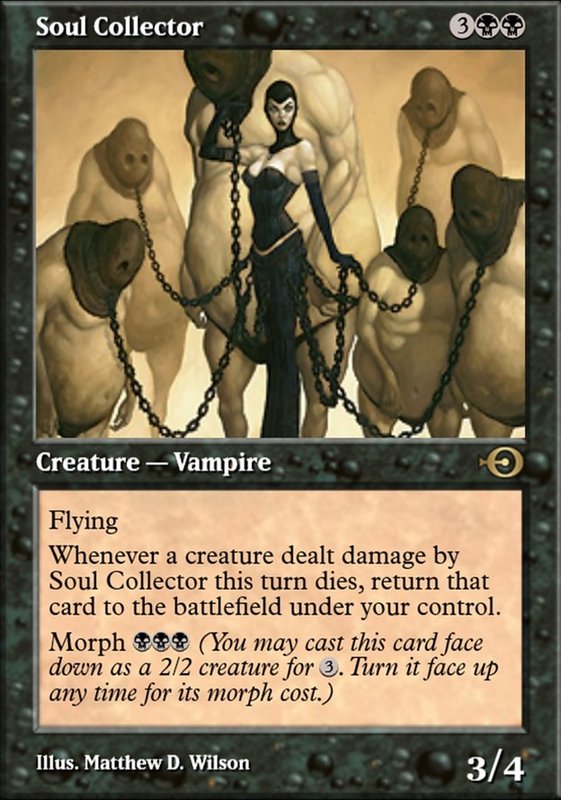 Soul Collector 3
Creature — Vampire
Flying
Whenever a creature dealt damage by
Soul Collector this turn dies, return that
card to the battlefield under your control.
Morph (You may cast this card face
down as a 2/2 creature for 3. Turn it face up
any time for its morph cost.)
Illus. Matthew D. Wilson
3/4